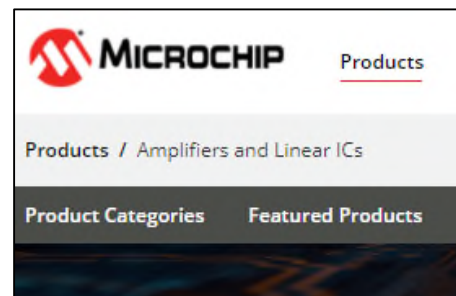 MICROCHIP Products
Products / Amplifiers and Linear ICs
Product Categories Featured Products